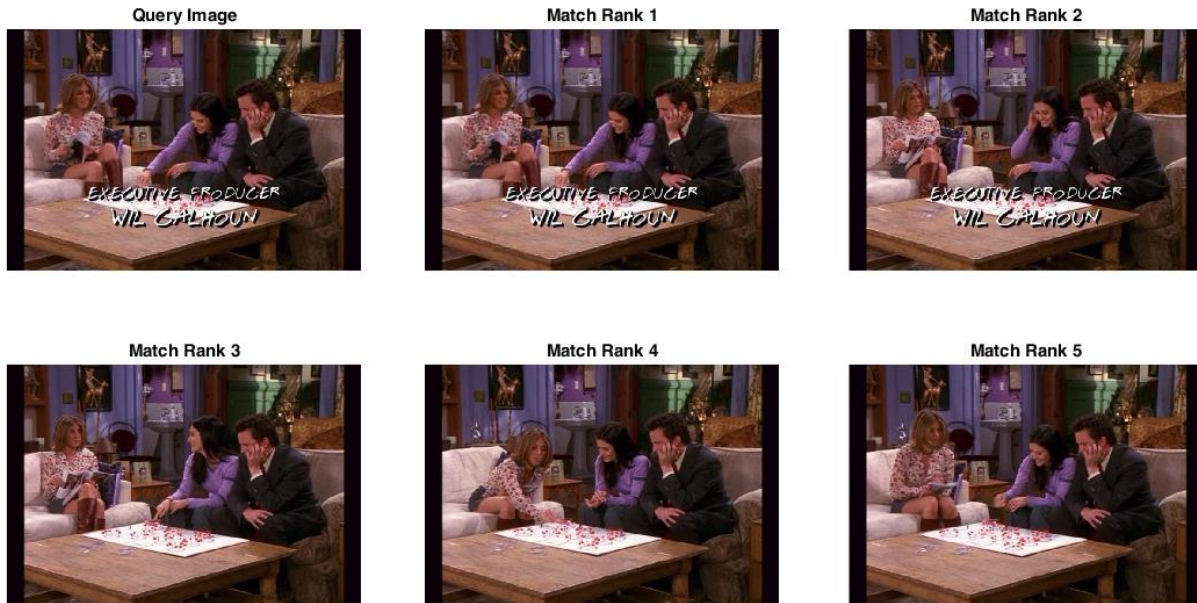 Query Image
Match Rank 1
Match Rank 2
EXECUTIVE PRODUCER
WIL CALHOUN
EXECUTIVE PRODUCER
WIL CALHOUN
EXECUTIVE PRODUCER
WIL CALHOUN
Match Rank 3
Match Rank 4
Match Rank 5